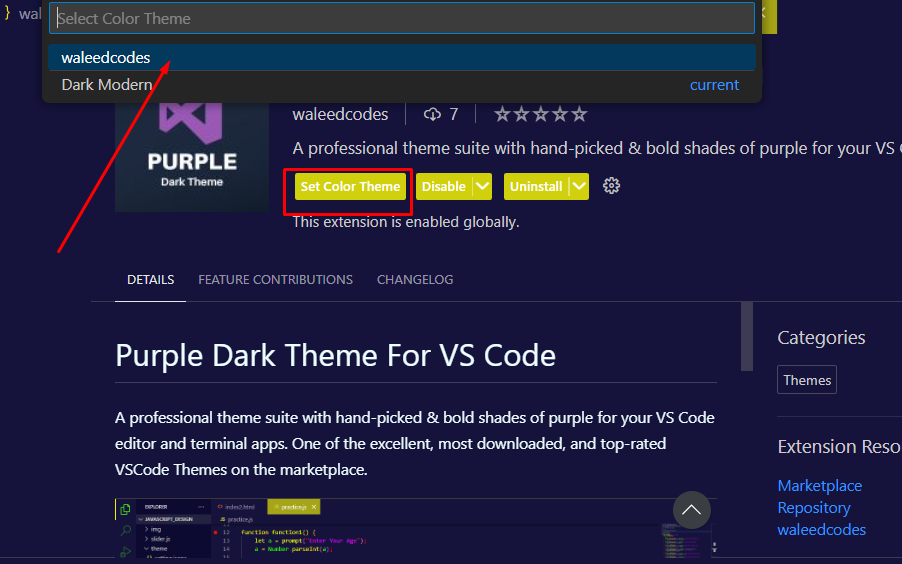 } wal
Select Color Theme
waleedcodes
Dark Modern current
PURPLE
Dark Theme
waleedcodes 7
A professional theme suite with hand-picked & bold shades of purple for your VS C
Set Color Theme Disable Uninstall
This extension is enabled globally.
DETAILS FEATURE CONTRIBUTIONS CHANGELOG
Purple Dark Theme For VS Code
A professional theme suite with hand-picked & bold shades of purple for your VS Code
editor and terminal apps. One of the excellent, most downloaded, and top-rated
VSCode Themes on the marketplace.
Categories
Themes
Extension Reso
Marketplace
Repository
waleedcodes
EXPLORER ··· index2.html practice.js ×
JAVASCRIPT_DESIGN practice.js
img
slider.js
theme
12 function function1() {
13 let a = prompt("Enter Your Age");
14 a = Number.parseInt(a);